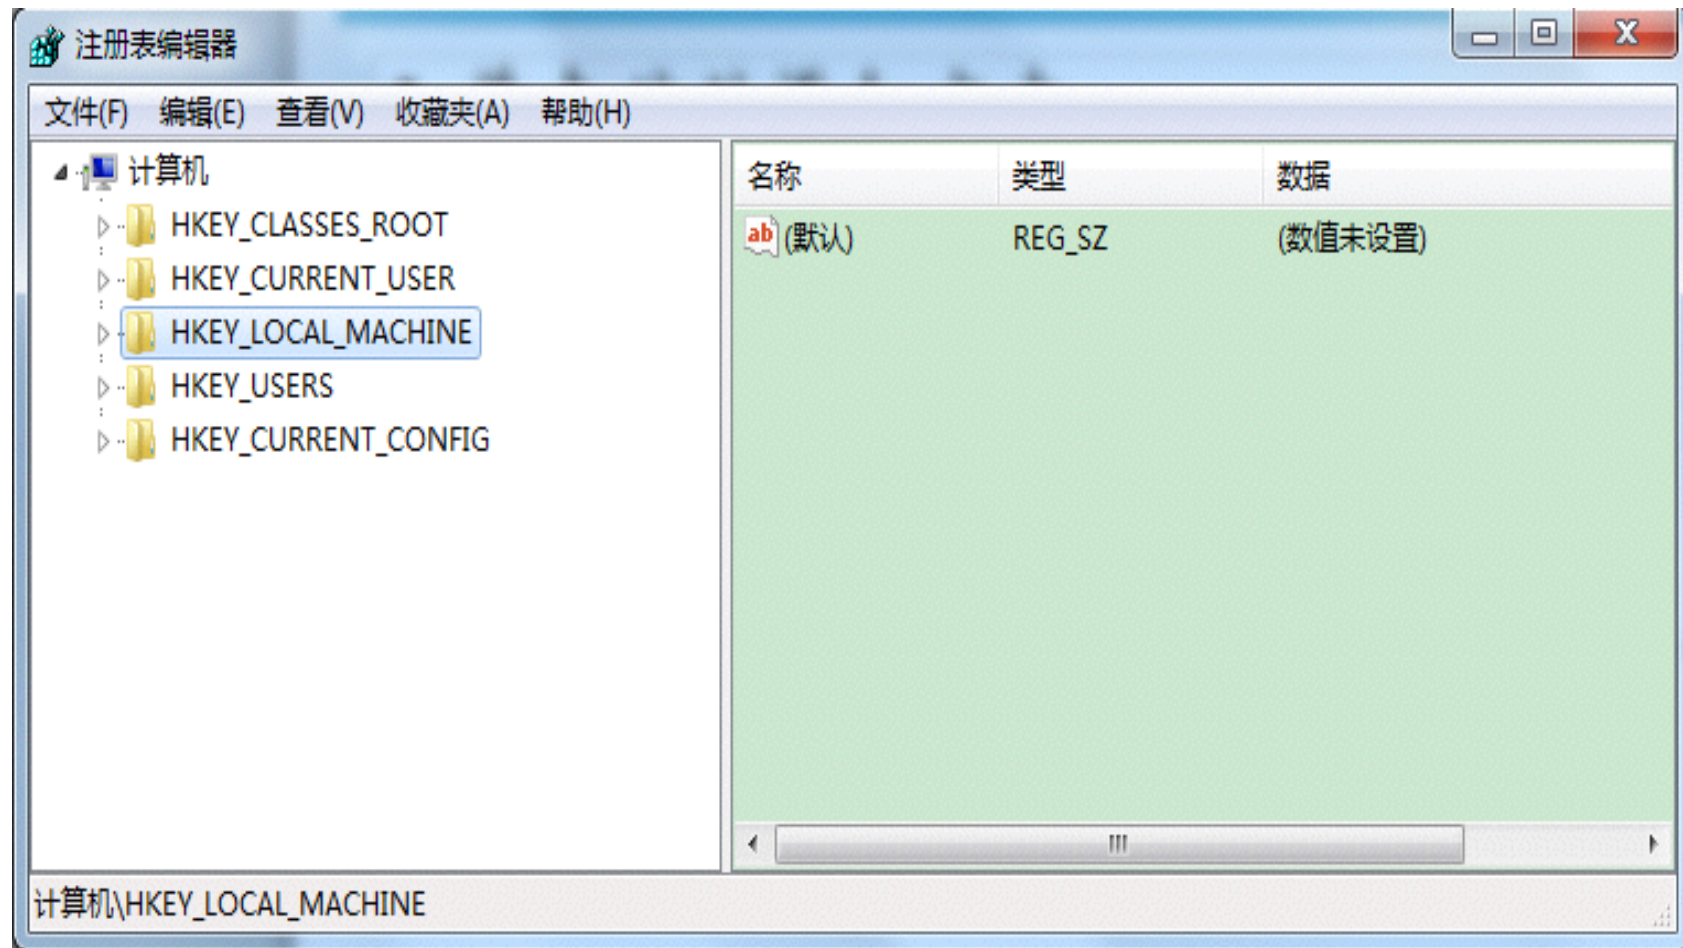 注册表编辑器
文件(F) 编辑(E) 查看(V) 收藏夹(A) 帮助(H)
计算机
HKEY_CLASSES_ROOT
HKEY_CURRENT_USER
HKEY_LOCAL_MACHINE
HKEY_USERS
HKEY_CURRENT_CONFIG
名称 类型 数据
ab (默认) REG_SZ (数值未设置)
计算机\HKEY_LOCAL_MACHINE